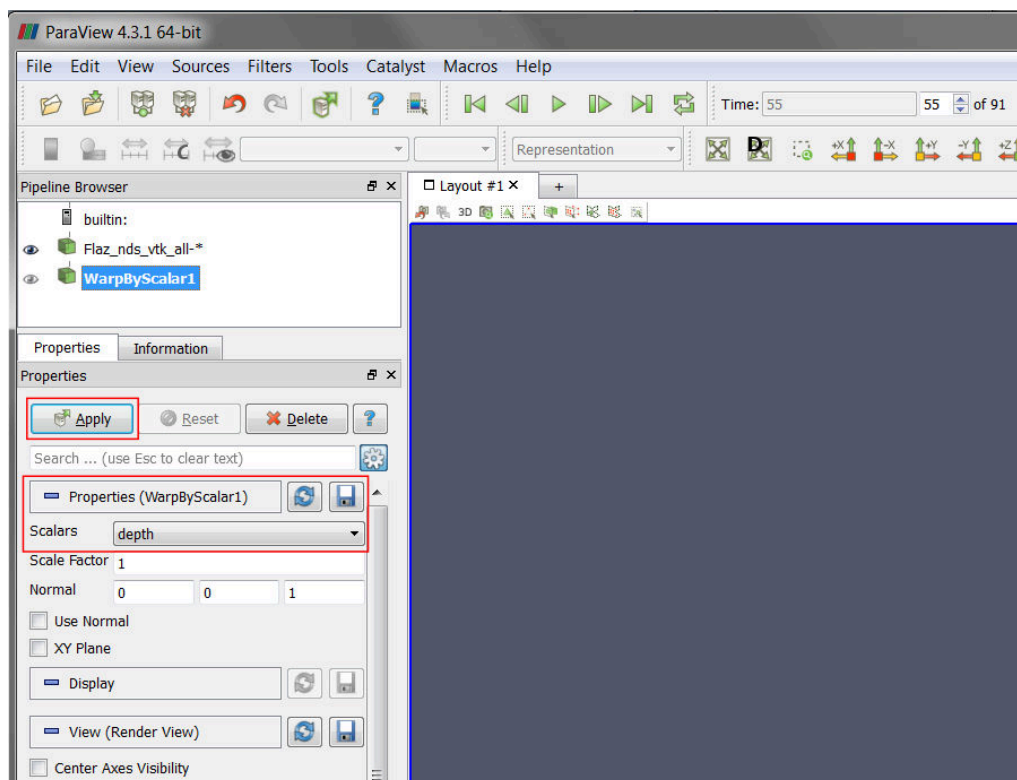 ParaView 4.3.1 64-bit
File Edit View Sources Filters Tools Catalyst Macros Help
? Time: 55 55 of 91
Representation +X -X +Y -Y +Z
Pipeline Browser
Layout #1 +
3D
builtin:
Flaz_nds_vtk_all-*
WarpByScalar1
Properties Information
Properties
Apply Reset Delete ?
Search ... (use Esc to clear text)
Properties (WarpByScalar1)
Scalars depth
Scale Factor 1
Normal 0 0 1
Use Normal
XY Plane
Display
View (Render View)
Center Axes Visibility